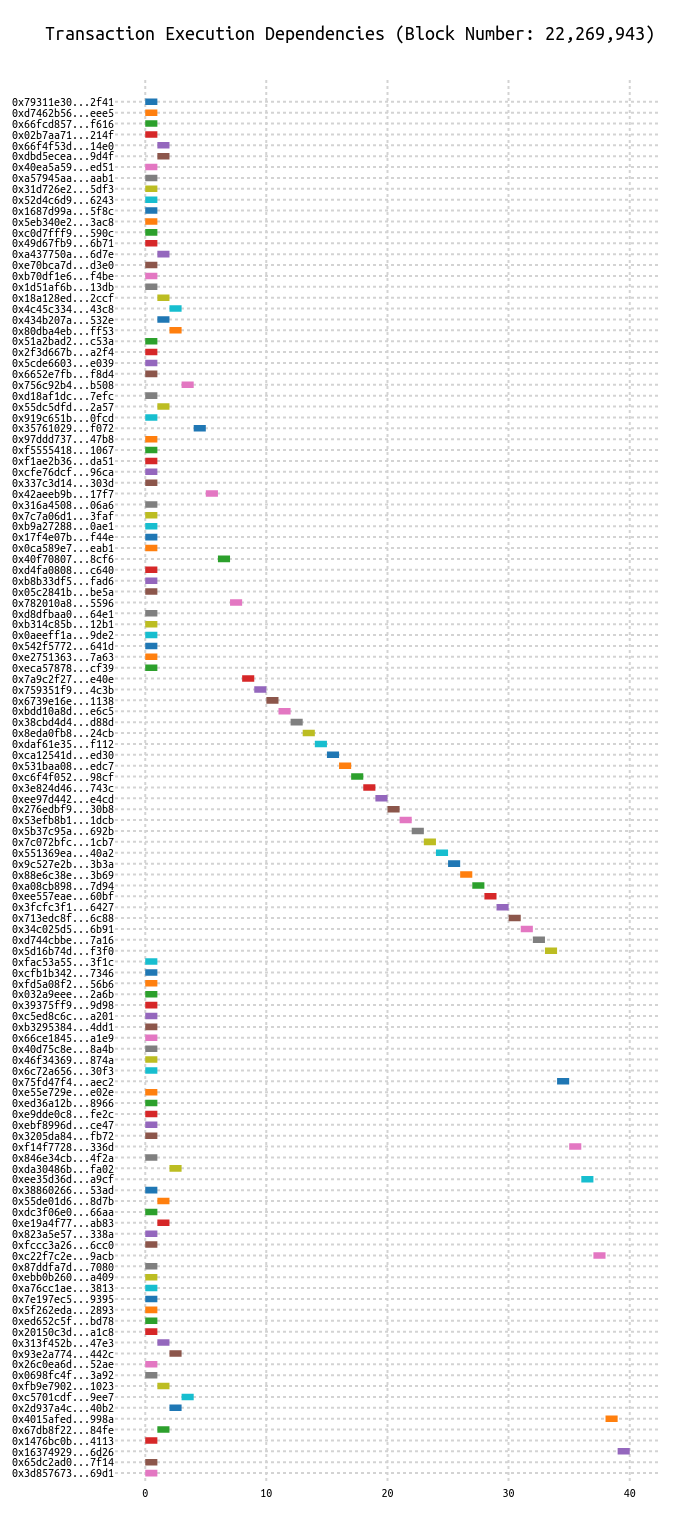 Transaction Execution Dependencies (Block Number: 22,269,943)
0x79311e30...2f41
0xd7462b56...eee5
0x66fcd857...f616
0x02b7aa71...214f
0x66f4f53d...14e0
0xdbd5ecea...9d4f
0x40ea5a59...ed51
0xa57945aa...aab1
0x31d726e2...5df3
0x52d4c6d9...6243
0x1687d99a...5f8c
0x5eb340e2...3ac8
0xc0d7fff9...590c
0x49d67fb9...6b71
0xa437750a...6d7e
0xe70bca7d...d3e0
0xb70df1e6...f4be
0x1d51af6b...13db
0x18a128ed...2ccf
0x4c45c334...43c8
0x434b207a...532e
0x80dba4eb...ff53
0x51a2bad2...c53a
0x2f3d667b...a2f4
0x5cde6603...e039
0x6652e7fb...f8d4
0x756c92b4...b508
0xd18af1dc...7efc
0x55dc5dfd...2a57
0x919c651b...0fcd
0x35761029...f072
0x97ddd737...47b8
0xf5555418...1067
0xf1ae2b36...da51
0xcfe76dcf...96ca
0x337c3d14...303d
0x42aeeb9b...17f7
0x316a4508...06a6
0x7c7a06d1...3faf
0xb9a27288...0ae1
0x17f4e07b...f44e
0x0ca589e7...eab1
0x40f70807...8cf6
0xd4fa0808...c640
0xb8b33df5...fad6
0x05c2841b...be5a
0x782010a8...5596
0xd8dfbaa0...64e1
0xb314c85b...12b1
0x0aeeff1a...9de2
0x542f5772...641d
0xe2751363...7a63
0xeca57878...cf39
0x7a9c2f27...e40e
0x759351f9...4c3b
0x6739e16e...1138
0xbdd10a8d...e6c5
0x38cbd4d4...d88d
0x8eda0fb8...24cb
0xdaf61e35...f112
0xca12541d...ed30
0x531baa08...edc7
0xc6f4f052...98cf
0x3e824d46...743c
0xee97d442...e4cd
0x276edbf9...30b8
0x53efb8b1...1dcb
0x5b37c95a...692b
0x7c072bfc...1cb7
0x551369ea...40a2
0x9c527e2b...3b3a
0x88e6c38e...3b69
0xa08cb898...7d94
0xee557eae...60bf
0x3fcfc3f1...6427
0x713edc8f...6c88
0x34c025d5...6b91
0xd744cbbe...7a16
0x5d16b74d...f3f0
0xfac53a55...3f1c
0xcfb1b342...7346
0xfd5a08f2...56b6
0x032a9eee...2a6b
0x39375ff9...9d98
0xc5ed8c6c...a201
0xb3295384...4dd1
0x66ce1845...a1e9
0x40d75c8e...8a4b
0x46f34369...874a
0x6c72a656...30f3
0x75fd47f4...aec2
0xe55e729e...e02e
0xed36a12b...8966
0xe9dde0c8...fe2c
0xebf8996d...ce47
0x3205da84...fb72
0xf14f7728...336d
0x846e34cb...4f2a
0xda30486b...fa02
0xee35d36d...a9cf
0x38860266...53ad
0x55de01d6...8d7b
0xdc3f06e0...66aa
0xe19a4f77...ab83
0x823a5e57...338a
0xfccc3a26...6cc0
0xc22f7c2e...9acb
0x87ddfa7d...7080
0xebb0b260...a409
0xa76cc1ae...3813
0x7e197ec5...9395
0x5f262eda...2893
0xed652c5f...bd78
0x20150c3d...a1c8
0x313f452b...47e3
0x93e2a774...442c
0x26c0ea6d...52ae
0x0698fc4f...3a92
0xfb9e7902...1023
0xc5701cdf...9ee7
0x2d937a4c...40b2
0x4015afed...998a
0x67db8f22...84fe
0x1476bc0b...4113
0x16374929...6d26
0x65dc2ad0...7f14
0x3d857673...69d1
0 10 20 30 40